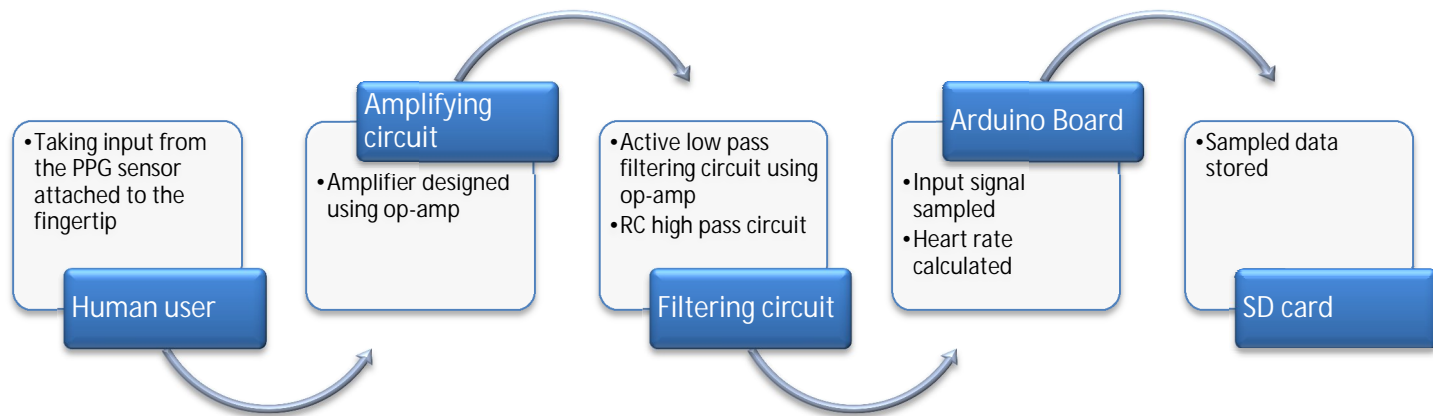 •Taking input from
the PPG sensor
attached to the
fingertip
Human user
Amplifying
circuit
•Amplifier designed
using op-amp
•Active low pass
filtering circuit using
op-amp
•RC high pass circuit
Filtering circuit
Arduino Board
•Input signal
sampled
•Heart rate
calculated
•Sampled data
stored
SD card